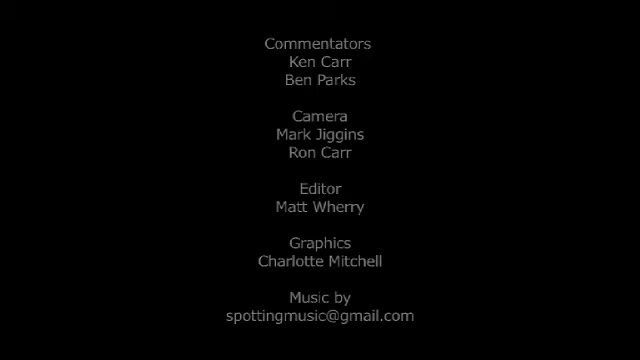 Commentators
Ken Carr
Ben Parks
Camera
Mark Jiggins
Ron Carr
Editor
Matt Wherry
Graphics
Charlotte Mitchell
Music by
spottingmusic@gmail.com